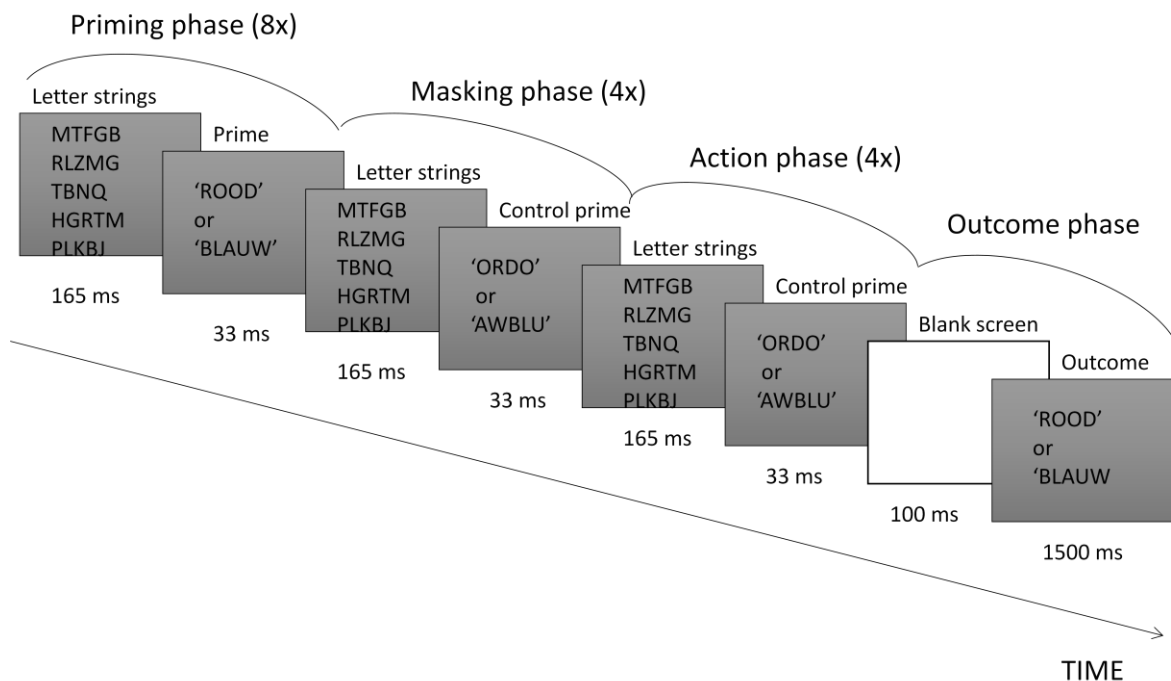 Priming phase (8x)
Letter strings
MTFGB
RLZMG
TBNQ
HGRTM
PLKBJ
165 ms
Prime
‘ROOD’
or
‘BLAUW’
33 ms
Masking phase (4x)
Letter strings
MTFGB
RLZMG
TBNQ
HGRTM
PLKBJ
165 ms
Control prime
‘ORDO’
or
‘AWBLU’
33 ms
Action phase (4x)
Letter strings
MTFGB
RLZMG
TBNQ
HGRTM
PLKBJ
165 ms
Control prime
‘ORDO’
or
‘AWBLU’
33 ms
Outcome phase
Blank screen
100 ms
Outcome
‘ROOD’
or
‘BLAUW
1500 ms
TIME